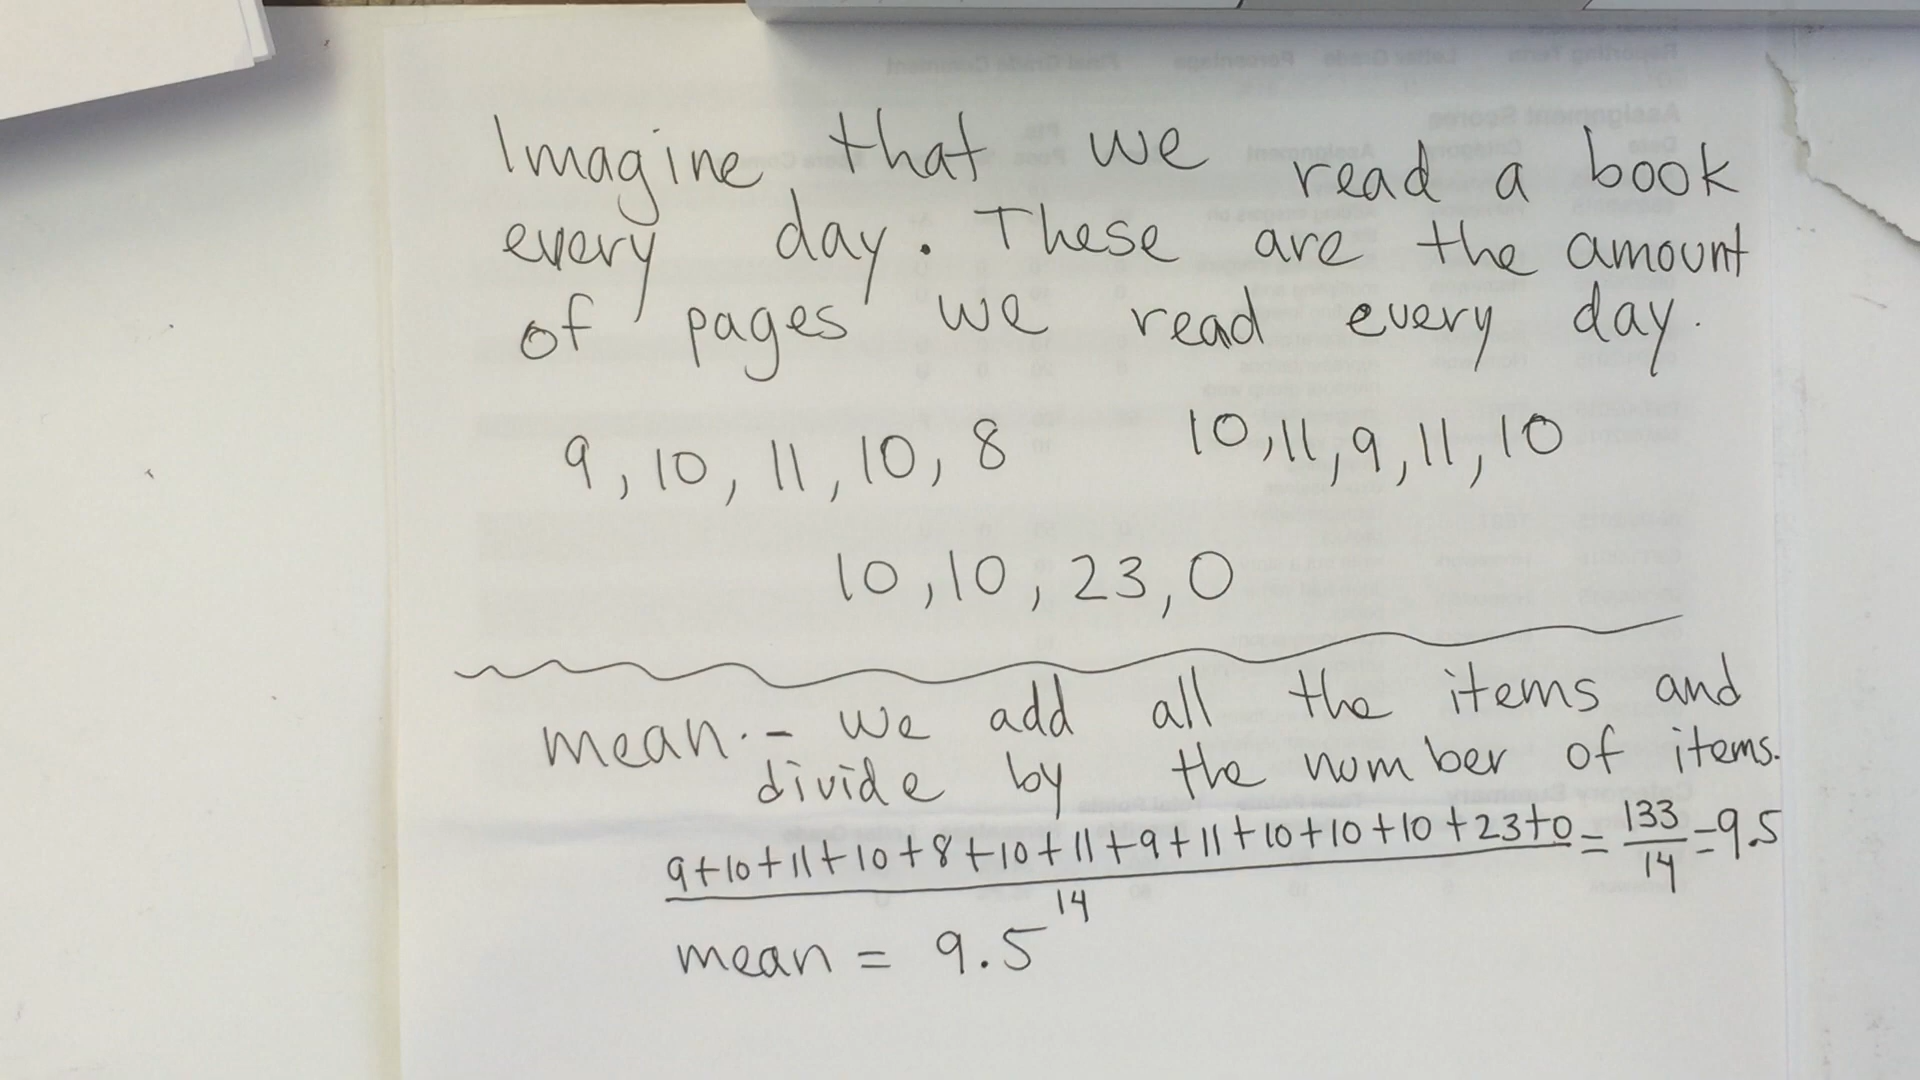 Imagine that we read a book
every day. These are the amount
of pages we read every day.
9, 10, 11, 10, 8 10, 11, 9, 11, 10
10, 10, 23, 0
mean.- we add all the items and
divide by the number of items.
9+10+11+10+8+10+11+9+11+10+10+10+23+0 = 133 = 9.5
14 14
mean = 9.5